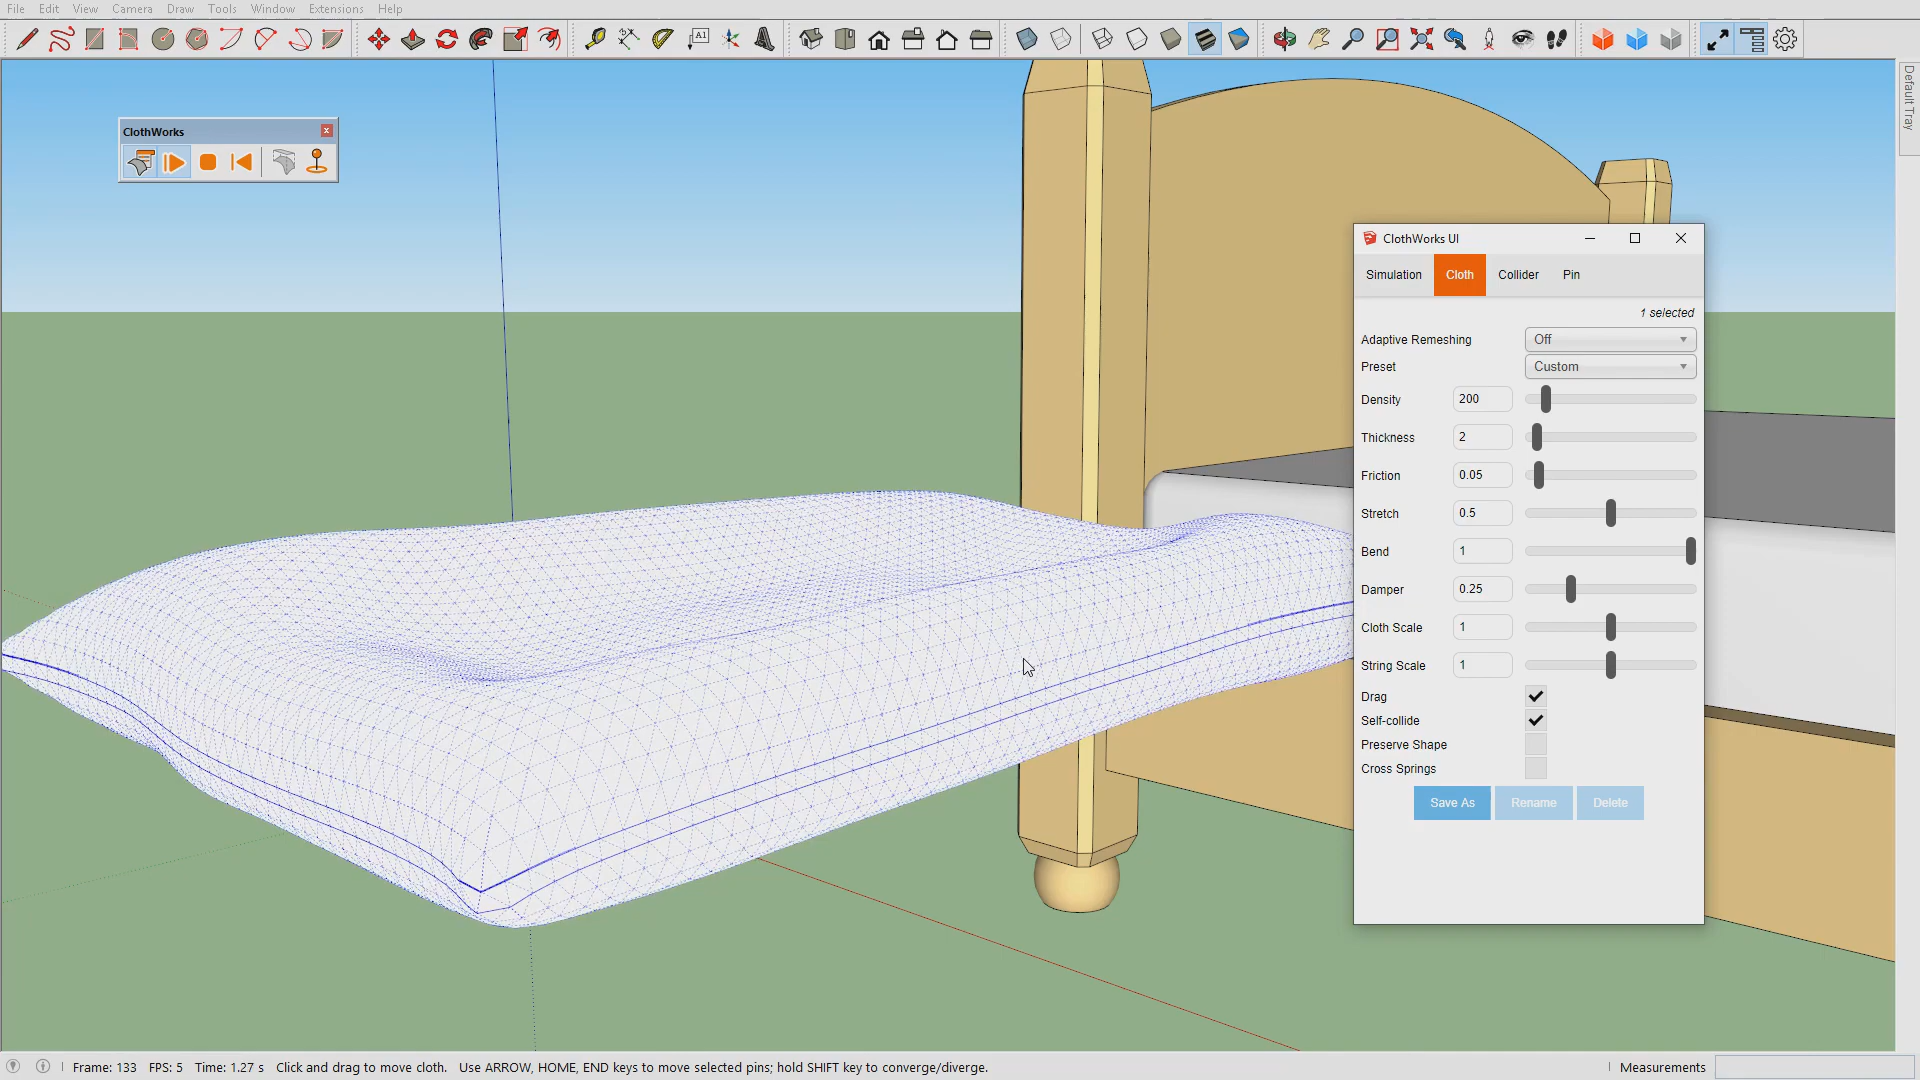 File Edit View Camera Draw Tools Window Extensions Help
A1
Default Tray
ClothWorks
ClothWorks UI
Simulation Cloth Collider Pin
1 selected
Adaptive Remeshing Off
Preset Custom
Density 200
Thickness 2
Friction 0.05
Stretch 0.5
Bend 1
Damper 0.25
Cloth Scale 1
String Scale 1
Drag
Self-collide
Preserve Shape
Cross Springs
Save As Rename Delete
Frame: 133 FPS: 5 Time: 1.27 s Click and drag to move cloth. Use ARROW, HOME, END keys to move selected pins; hold SHIFT key to converge/diverge. Measurements